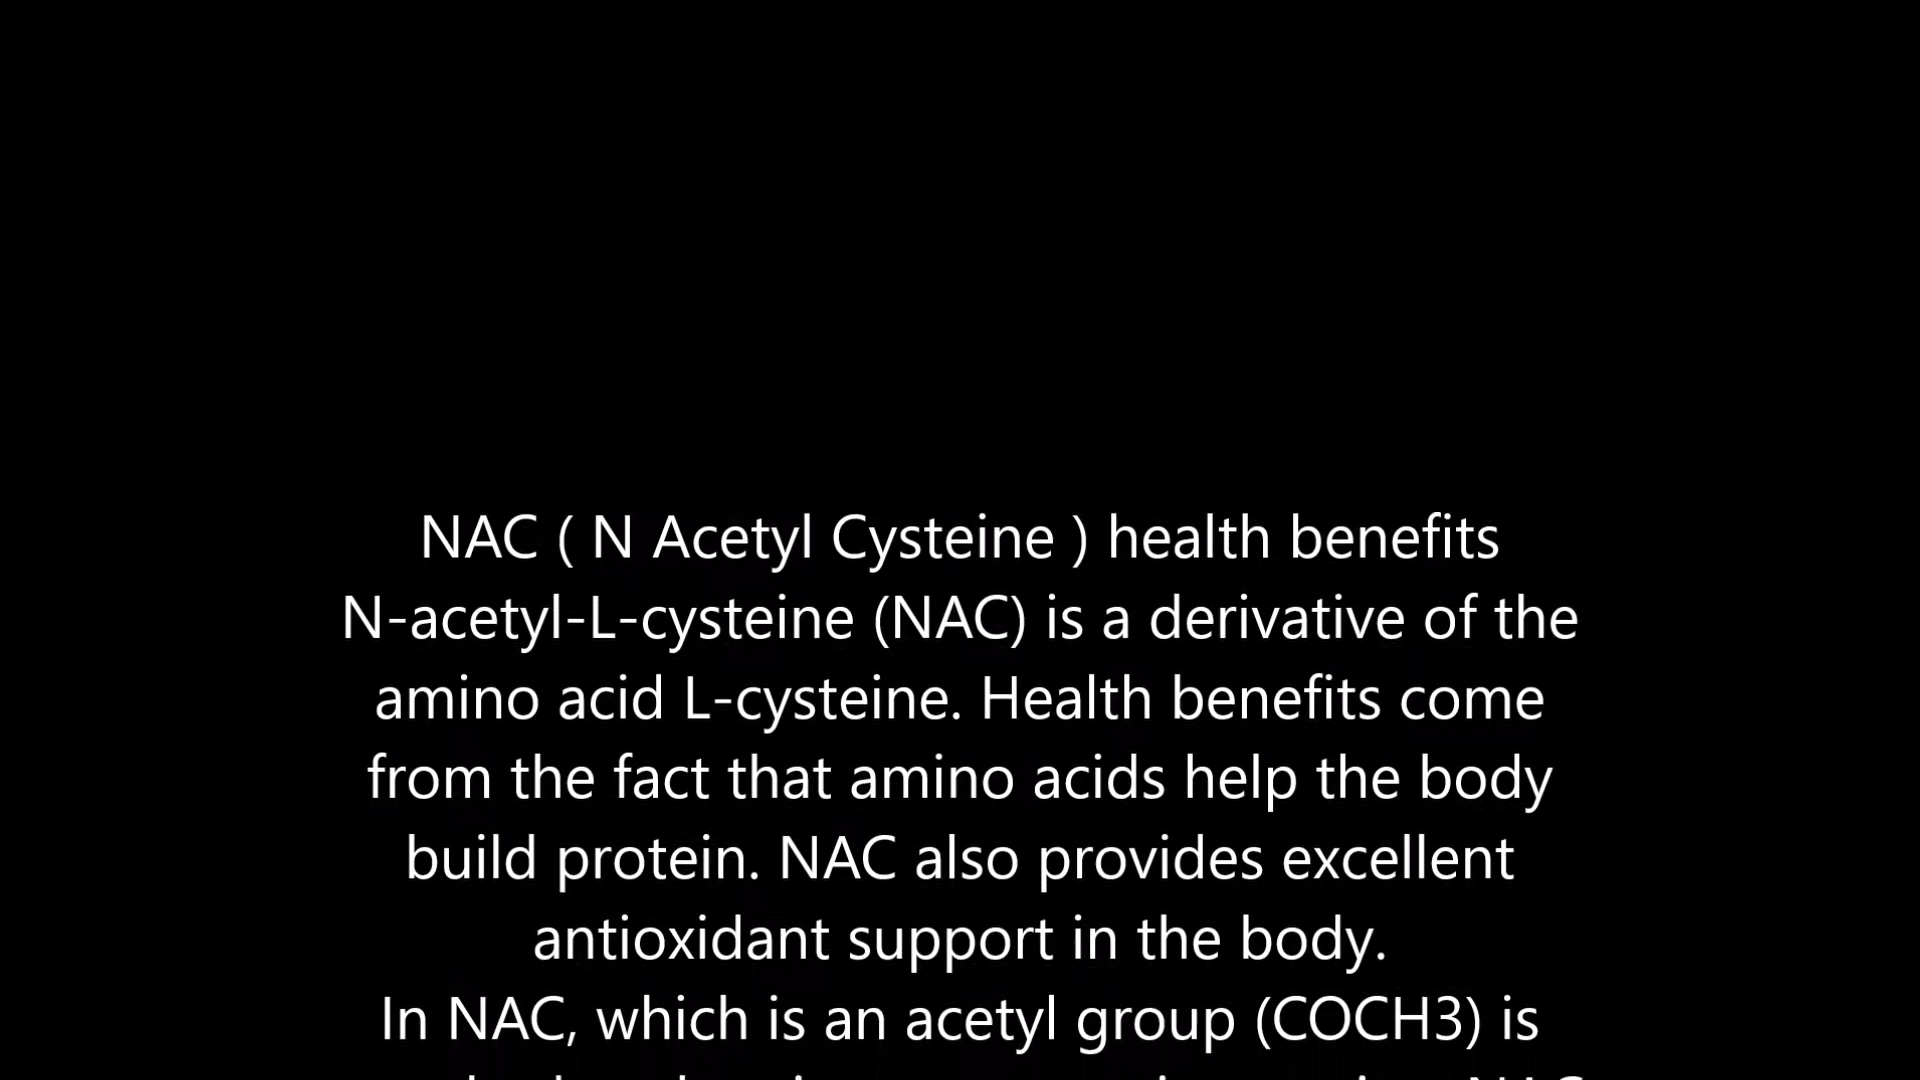 NAC ( N Acetyl Cysteine ) health benefits
N-acetyl-L-cysteine (NAC) is a derivative of the
amino acid L-cysteine. Health benefits come
from the fact that amino acids help the body
build protein. NAC also provides excellent
antioxidant support in the body.
In NAC, which is an acetyl group (COCH3) is